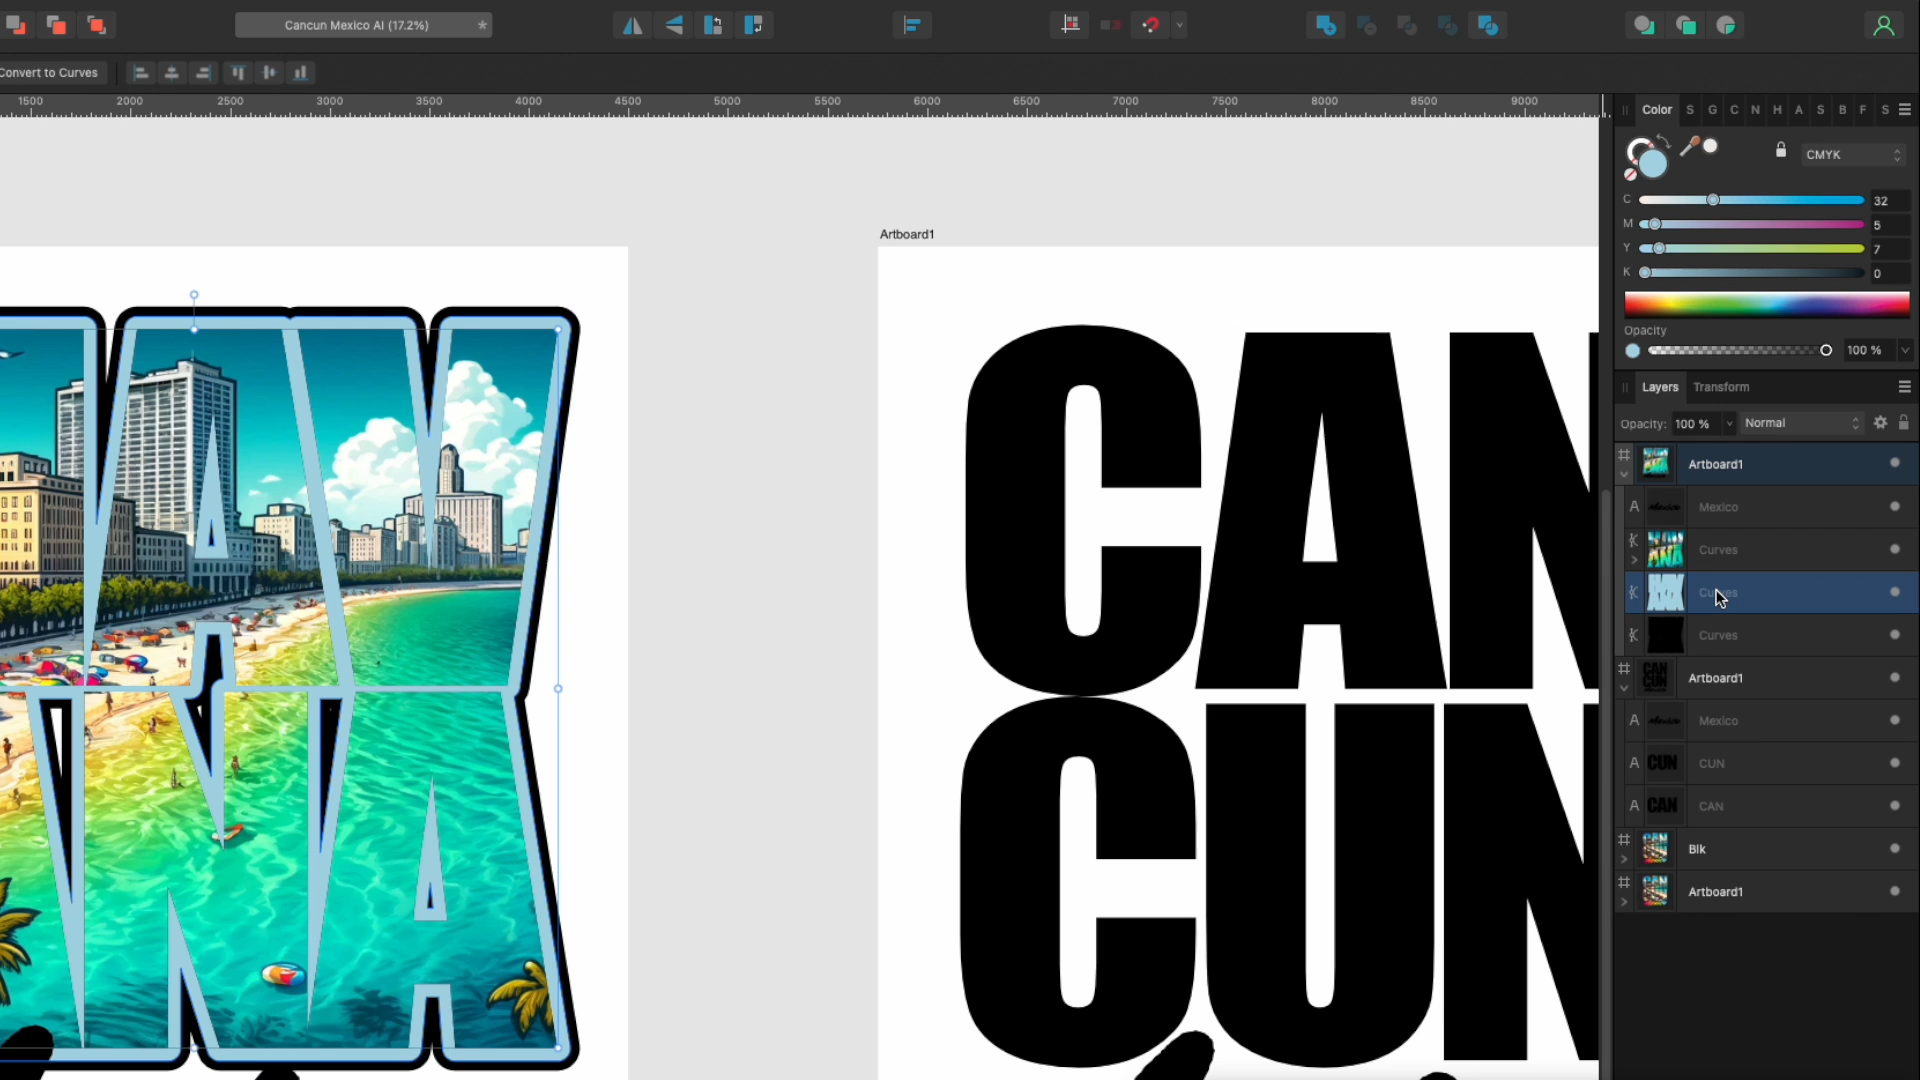 Cancun Mexico AI (17.2%) *
Convert to Curves
1500 2000 2500 3000 3500 4000 4500 5000 5500 6000 6500 7000 7500 8000 8500 9000
Color S G C N H A S B F S
CMYK
C 32
M 5
Y 7
K 0
Opacity
100 %
Layers Transform
Opacity: 100 % Normal
Artboard1
A Mexico
Curves
Curves
Curves
Artboard1
A Mexico
A CUN
A CAN
Blk
Artboard1
Artboard1
CAN
CUN